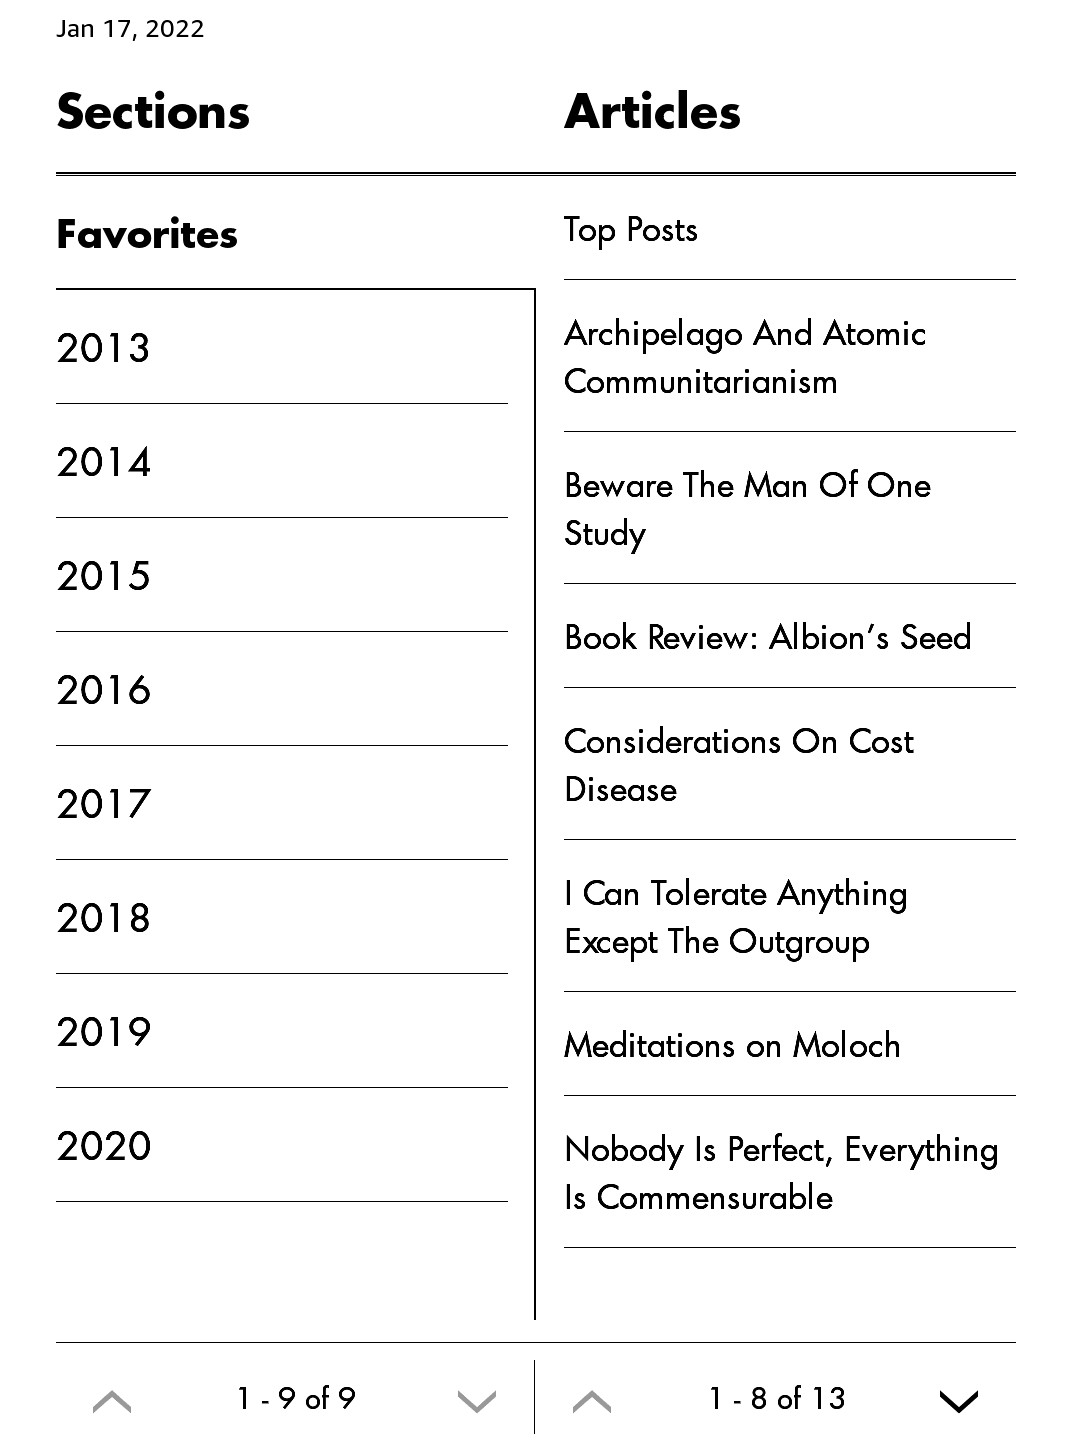 Jan 17, 2022
Sections
Articles
Favorites
2013
2014
2015
2016
2017
2018
2019
2020
1 - 9 of 9
Top Posts
Archipelago And Atomic
Communitarianism
Beware The Man Of One
Study
Book Review: Albion’s Seed
Considerations On Cost
Disease
I Can Tolerate Anything
Except The Outgroup
Meditations on Moloch
Nobody Is Perfect, Everything
Is Commensurable
1 - 8 of 13